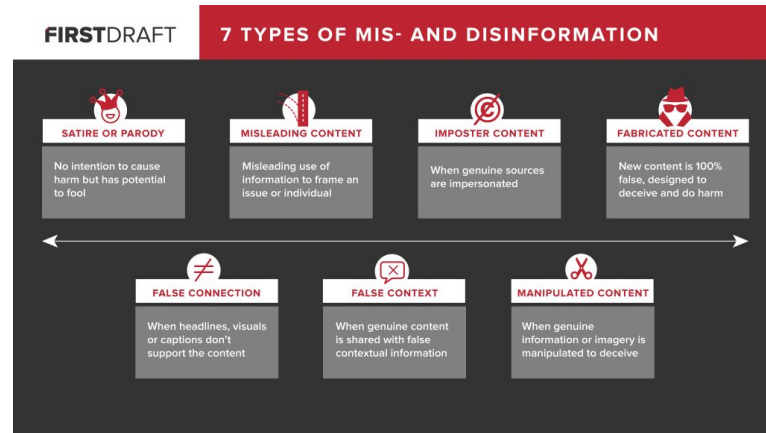 FIRSTDRAFT
7 TYPES OF MIS- AND DISINFORMATION
SATIRE OR PARODY
No intention to cause
harm but has potential
to fool
MISLEADING CONTENT
Misleading use of
information to frame an
issue or individual
IMPOSTER CONTENT
When genuine sources
are impersonated
FABRICATED CONTENT
New content is 100%
false, designed to
deceive and do harm
FALSE CONNECTION
When headlines, visuals
or captions don't
support the content
FALSE CONTEXT
When genuine content
is shared with false
contextual information
MANIPULATED CONTENT
When genuine
information or imagery is
manipulated to deceive